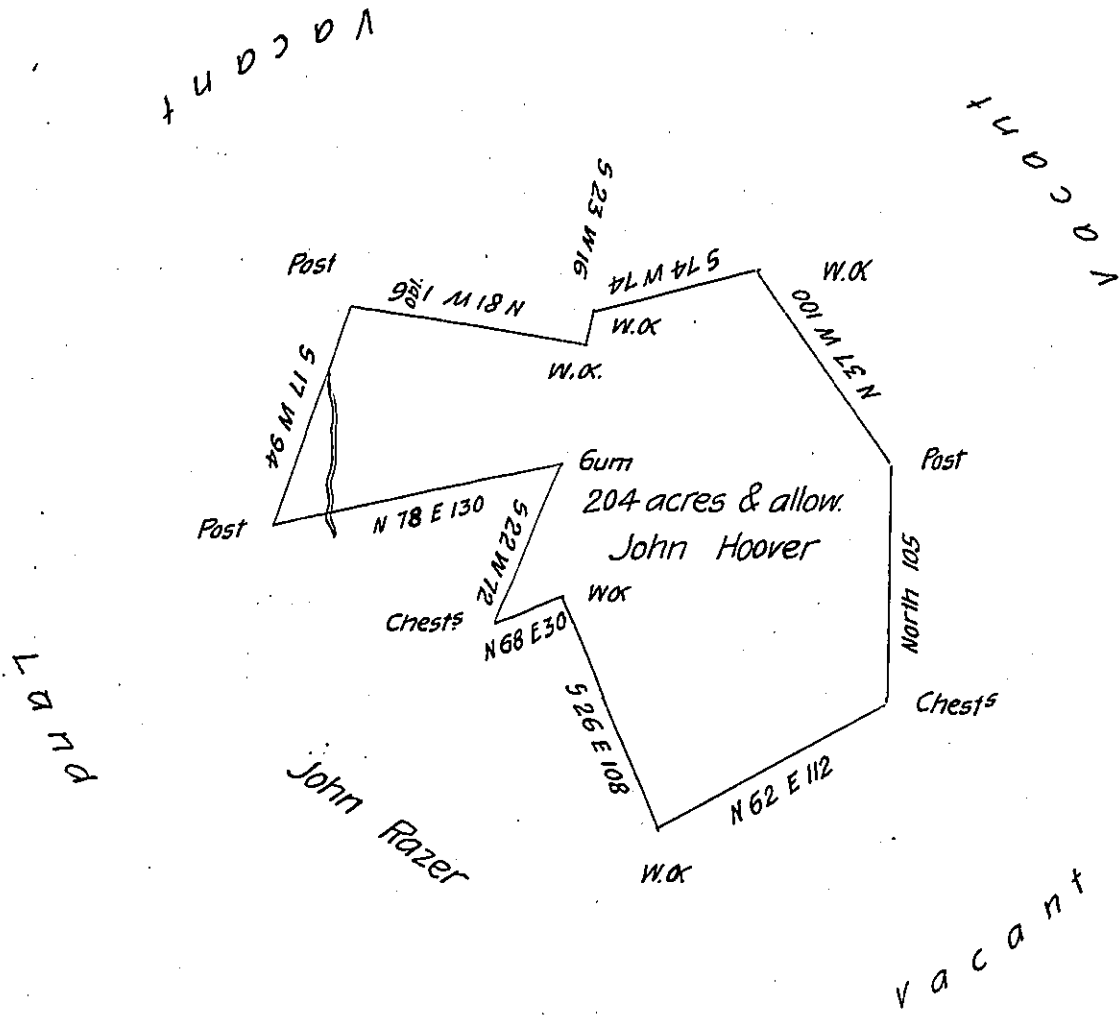 Vacant
Vacant
S 23 W 16
Post
N 81 W 106
S 74 W 74
W.O.
W.O.
W.O.
N 37 W 100
S 17 W 94
Gum
Post
204 acres & allow.
John Hoover
Post
N 78 E 130
S 22 W 72
North 105
Chests
W O
N 68 E 30
Land
S 26 E 108
Chests
John Razer
N 62 E 112
W.O.
Vacant